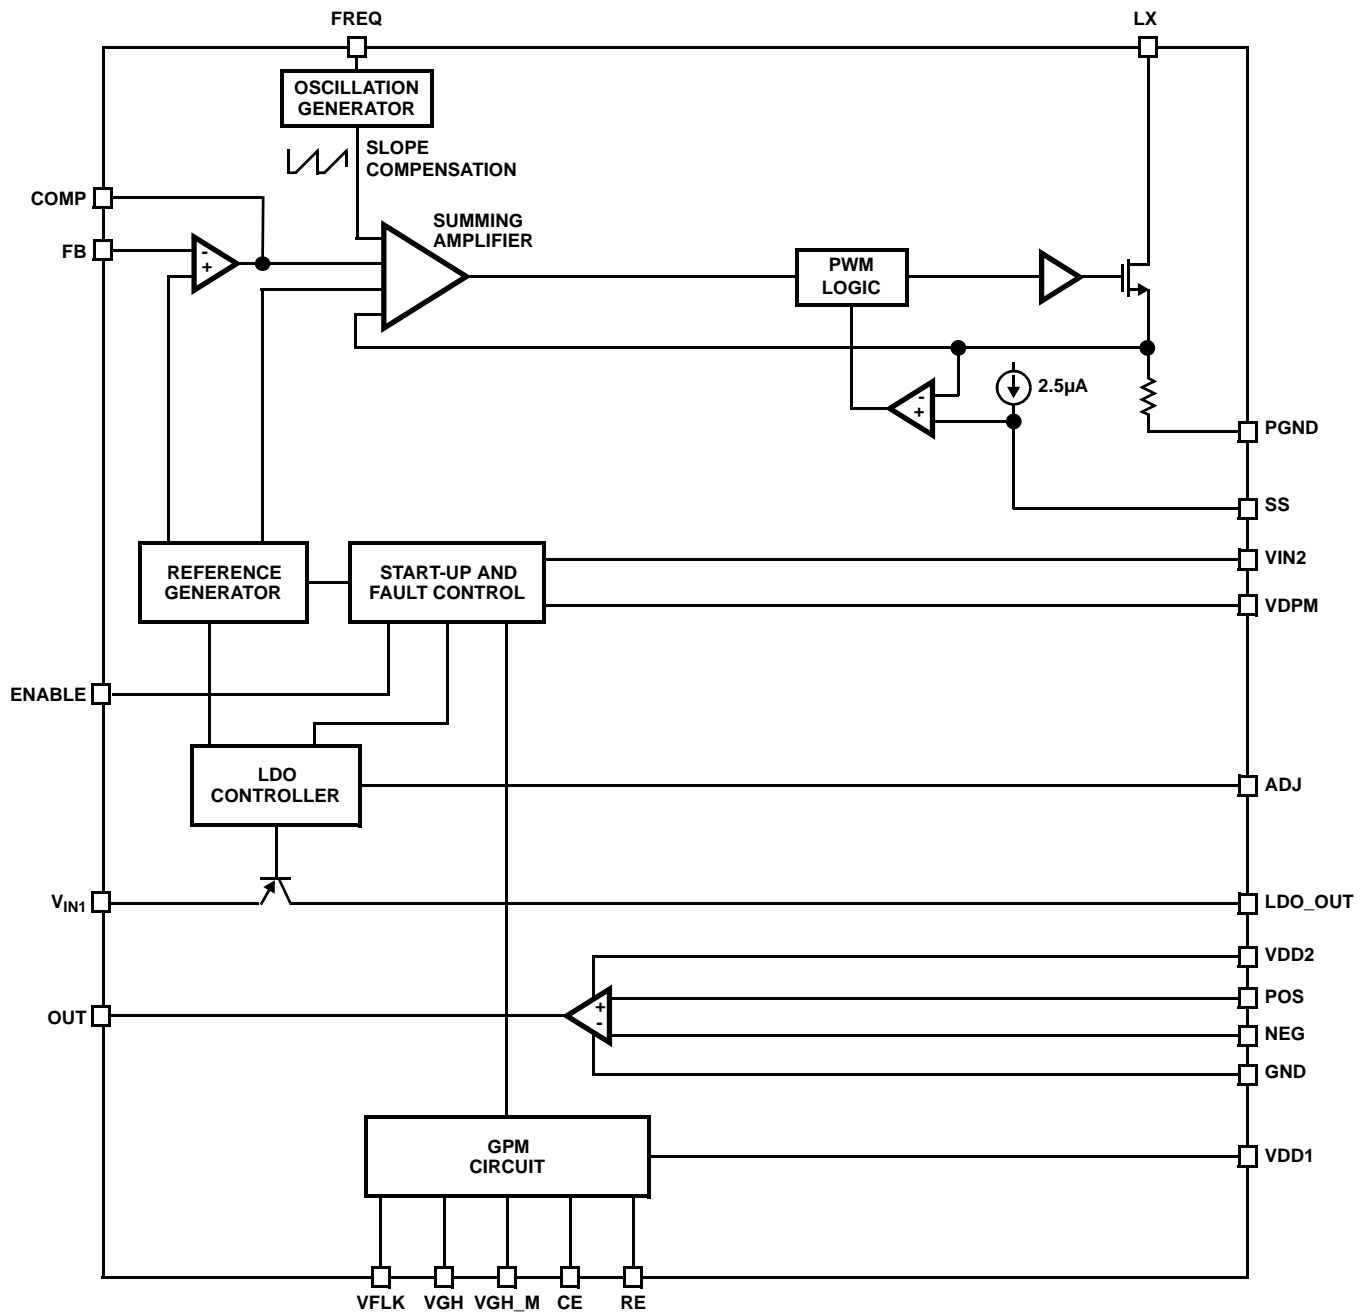 FREQ
LX
OSCILLATION
GENERATOR
SLOPE
COMPENSATION
COMP
FB
-
+
SUMMING
AMPLIFIER
PWM
LOGIC
2.5µA
-
+
PGND
SS
REFERENCE
GENERATOR
START-UP AND
FAULT CONTROL
VIN2
VDPM
ENABLE
LDO
CONTROLLER
ADJ
VIN1
LDO_OUT
VDD2
POS
+
-
OUT
NEG
GND
GPM
CIRCUIT
VDD1
VFLK
VGH
VGH_M
CE
RE